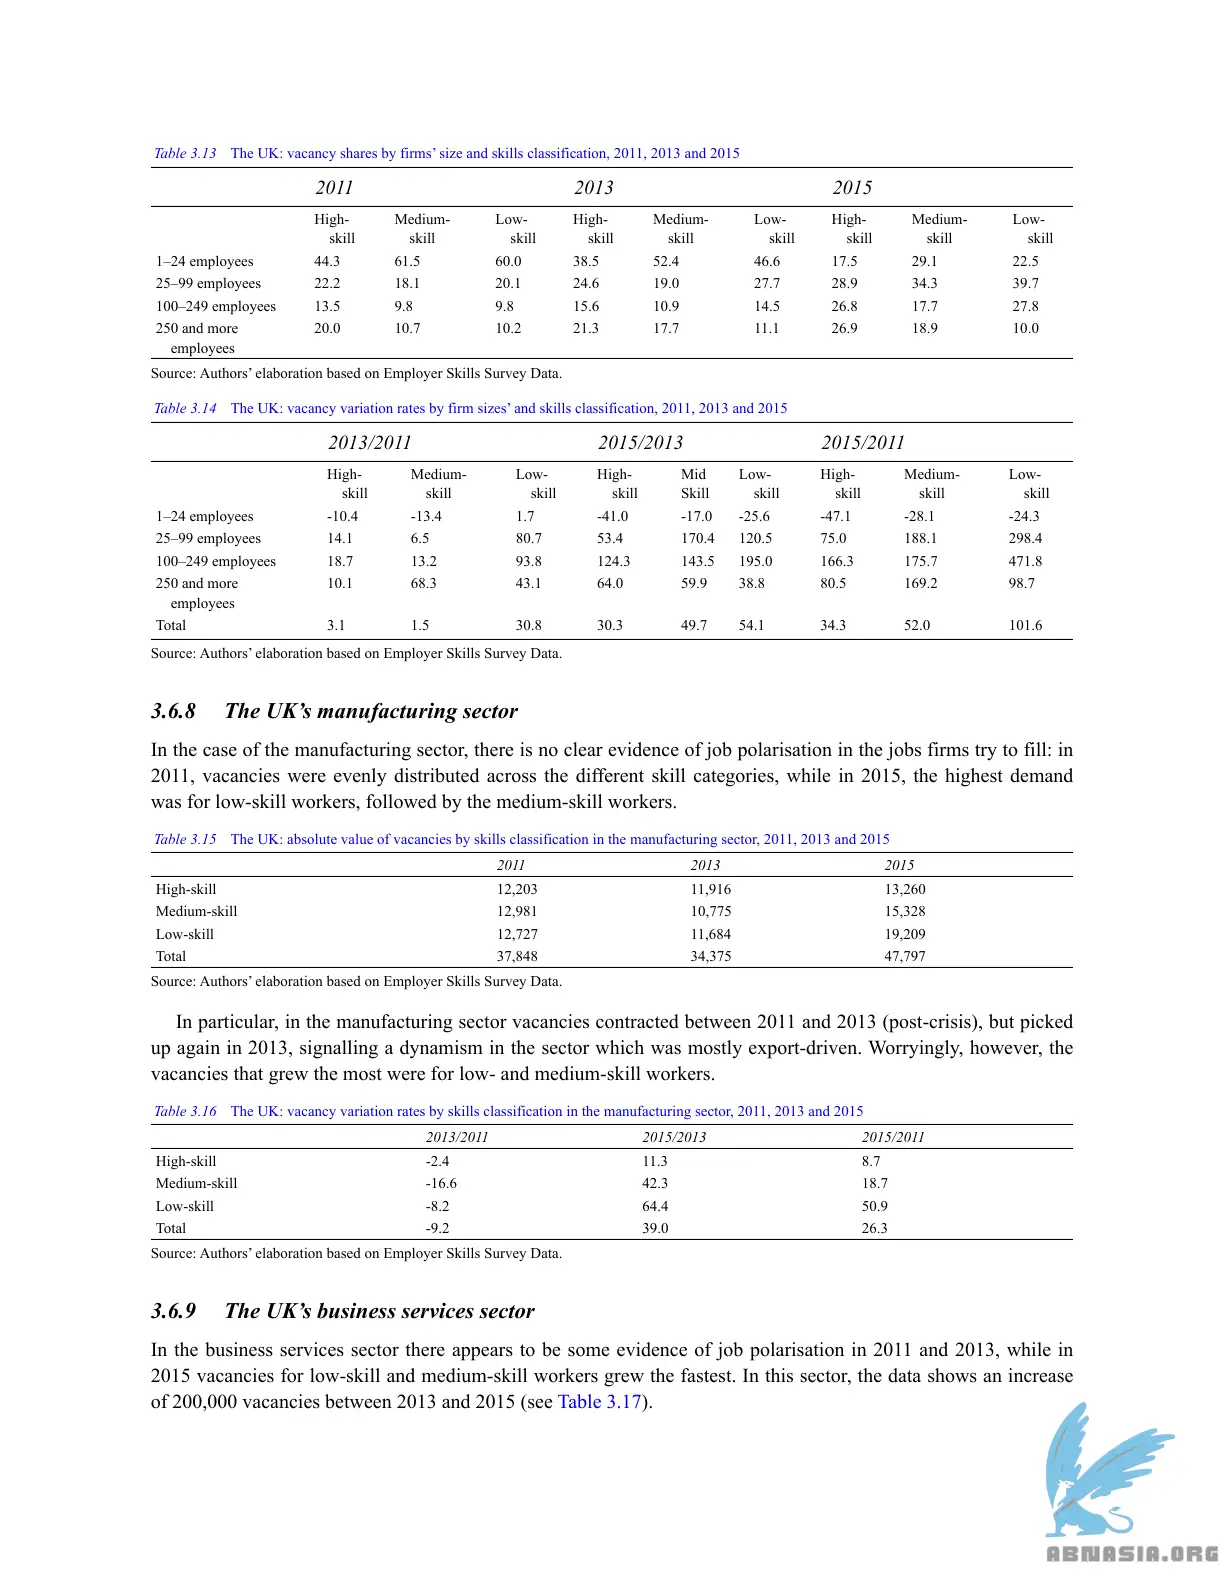 Table 3.13 The UK: vacancy shares by firms’ size and skills classification, 2011, 2013 and 2015
2011 2013 2015
High-skill Medium-skill Low-skill High-skill Medium-skill Low-skill High-skill Medium-skill Low-skill
1–24 employees 44.3 61.5 60.0 38.5 52.4 46.6 17.5 29.1 22.5
25–99 employees 22.2 18.1 20.1 24.6 19.0 27.7 28.9 34.3 39.7
100–249 employees 13.5 9.8 9.8 15.6 10.9 14.5 26.8 17.7 27.8
250 and more 20.0 10.7 10.2 21.3 17.7 11.1 26.9 18.9 10.0
employees
Source: Authors’ elaboration based on Employer Skills Survey Data.
Table 3.14 The UK: vacancy variation rates by firm sizes’ and skills classification, 2011, 2013 and 2015
2013/2011 2015/2013 2015/2011
High-skill Medium-skill Low-skill High-skill Mid Skill Low-skill High-skill Medium-skill Low-skill
1–24 employees -10.4 -13.4 1.7 -41.0 -17.0 -25.6 -47.1 -28.1 -24.3
25–99 employees 14.1 6.5 80.7 53.4 170.4 120.5 75.0 188.1 298.4
100–249 employees 18.7 13.2 93.8 124.3 143.5 195.0 166.3 175.7 471.8
250 and more 10.1 68.3 43.1 64.0 59.9 38.8 80.5 169.2 98.7
employees
Total 3.1 1.5 30.8 30.3 49.7 54.1 34.3 52.0 101.6
Source: Authors’ elaboration based on Employer Skills Survey Data.
3.6.8 The UK’s manufacturing sector
In the case of the manufacturing sector, there is no clear evidence of job polarisation in the jobs firms try to fill: in
2011, vacancies were evenly distributed across the different skill categories, while in 2015, the highest demand
was for low-skill workers, followed by the medium-skill workers.
Table 3.15 The UK: absolute value of vacancies by skills classification in the manufacturing sector, 2011, 2013 and 2015
2011 2013 2015
High-skill 12,203 11,916 13,260
Medium-skill 12,981 10,775 15,328
Low-skill 12,727 11,684 19,209
Total 37,848 34,375 47,797
Source: Authors’ elaboration based on Employer Skills Survey Data.
In particular, in the manufacturing sector vacancies contracted between 2011 and 2013 (post-crisis), but picked
up again in 2013, signalling a dynamism in the sector which was mostly export-driven. Worryingly, however, the
vacancies that grew the most were for low- and medium-skill workers.
Table 3.16 The UK: vacancy variation rates by skills classification in the manufacturing sector, 2011, 2013 and 2015
2013/2011 2015/2013 2015/2011
High-skill -2.4 11.3 8.7
Medium-skill -16.6 42.3 18.7
Low-skill -8.2 64.4 50.9
Total -9.2 39.0 26.3
Source: Authors’ elaboration based on Employer Skills Survey Data.
3.6.9 The UK’s business services sector
In the business services sector there appears to be some evidence of job polarisation in 2011 and 2013, while in
2015 vacancies for low-skill and medium-skill workers grew the fastest. In this sector, the data shows an increase
of 200,000 vacancies between 2013 and 2015 (see Table 3.17).
ABNASIA.ORG